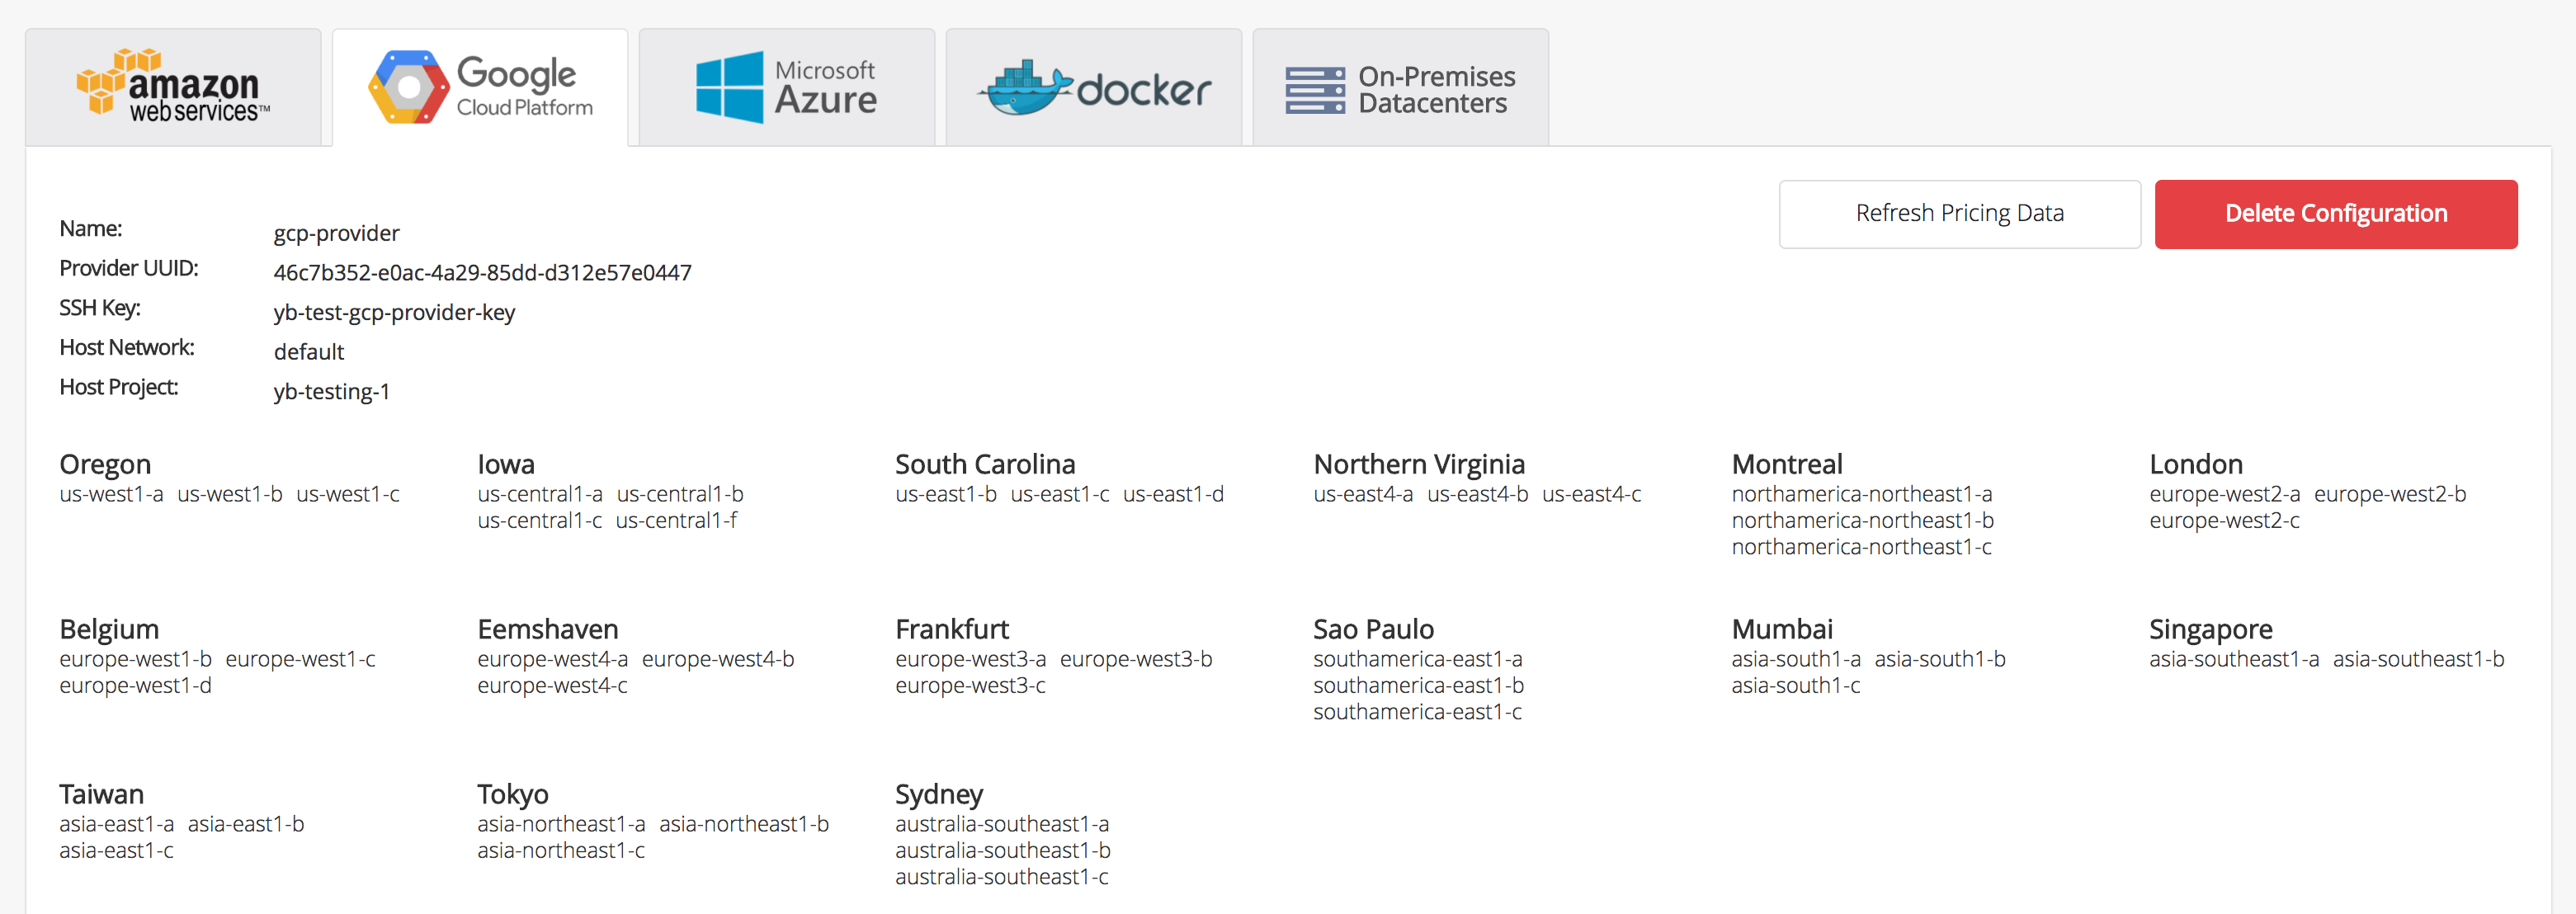 amazon
web services™
Google
Cloud Platform
Microsoft
Azure
docker
On-Premises
Datacenters
Refresh Pricing Data
Delete Configuration
Name: gcp-provider
Provider UUID: 46c7b352-e0ac-4a29-85dd-d312e57e0447
SSH Key: yb-test-gcp-provider-key
Host Network: default
Host Project: yb-testing-1
Oregon
us-west1-a us-west1-b us-west1-c
Iowa
us-central1-a us-central1-b
us-central1-c us-central1-f
South Carolina
us-east1-b us-east1-c us-east1-d
Northern Virginia
us-east4-a us-east4-b us-east4-c
Montreal
northamerica-northeast1-a
northamerica-northeast1-b
northamerica-northeast1-c
London
europe-west2-a europe-west2-b
europe-west2-c
Belgium
europe-west1-b europe-west1-c
europe-west1-d
Eemshaven
europe-west4-a europe-west4-b
europe-west4-c
Frankfurt
europe-west3-a europe-west3-b
europe-west3-c
Sao Paulo
southamerica-east1-a
southamerica-east1-b
southamerica-east1-c
Mumbai
asia-south1-a asia-south1-b
asia-south1-c
Singapore
asia-southeast1-a asia-southeast1-b
Taiwan
asia-east1-a asia-east1-b
asia-east1-c
Tokyo
asia-northeast1-a asia-northeast1-b
asia-northeast1-c
Sydney
australia-southeast1-a
australia-southeast1-b
australia-southeast1-c